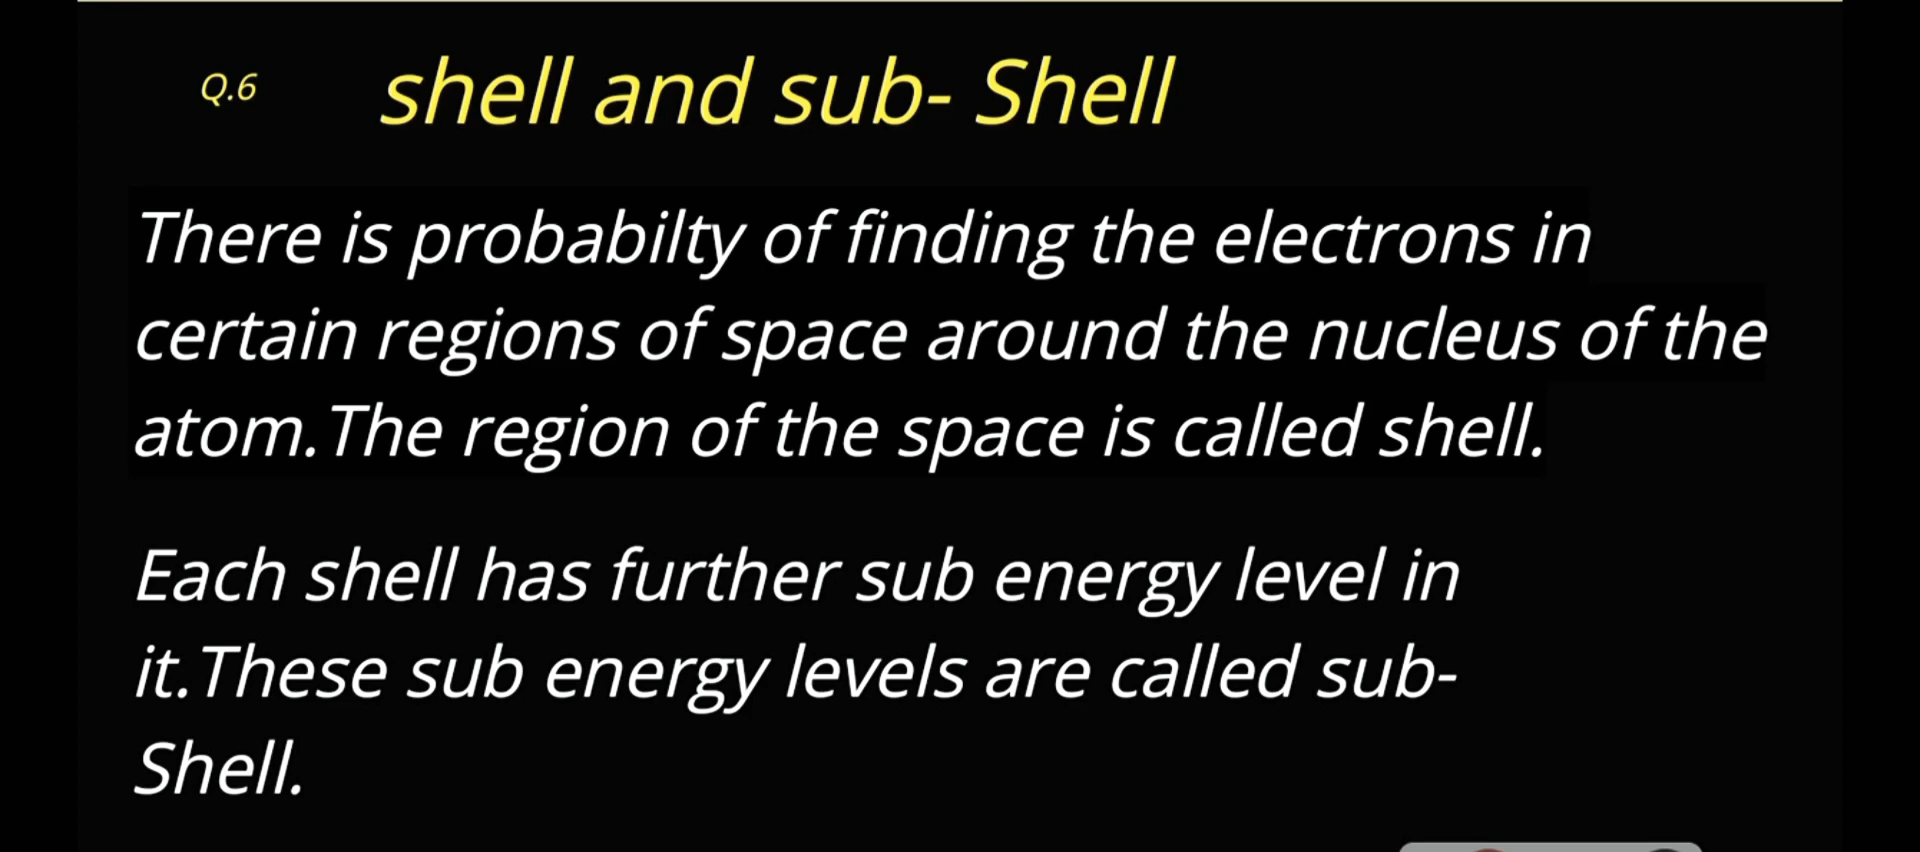 Q.6 shell and sub- Shell
There is probabilty of finding the electrons in
certain regions of space around the nucleus of the
atom.The region of the space is called shell.
Each shell has further sub energy level in
it.These sub energy levels are called sub-
Shell.